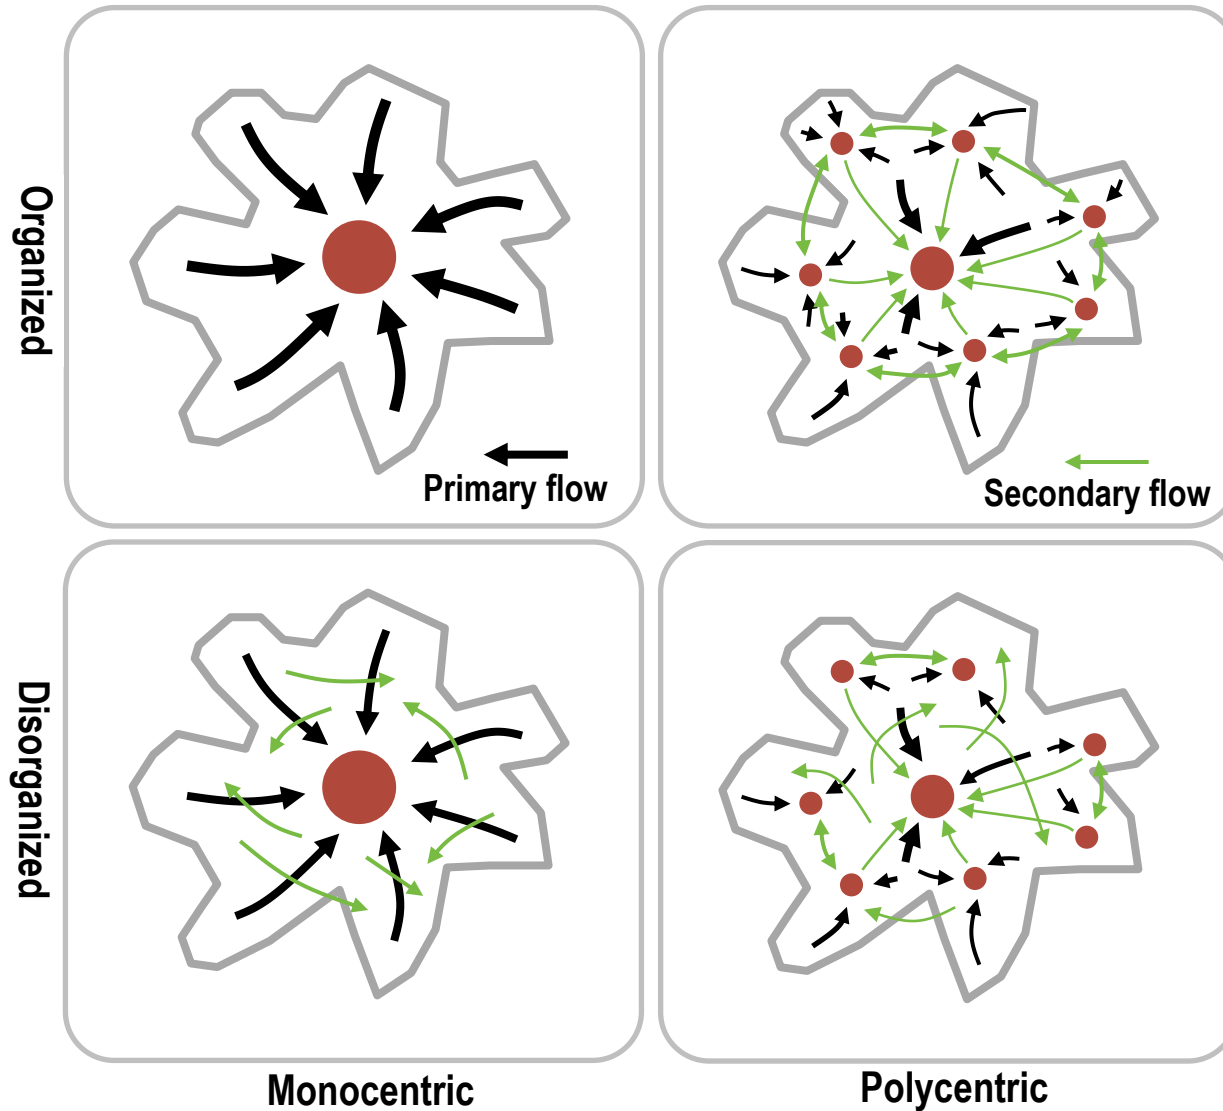 Organized
Primary flow
Secondary flow
Disorganized
Monocentric
Polycentric